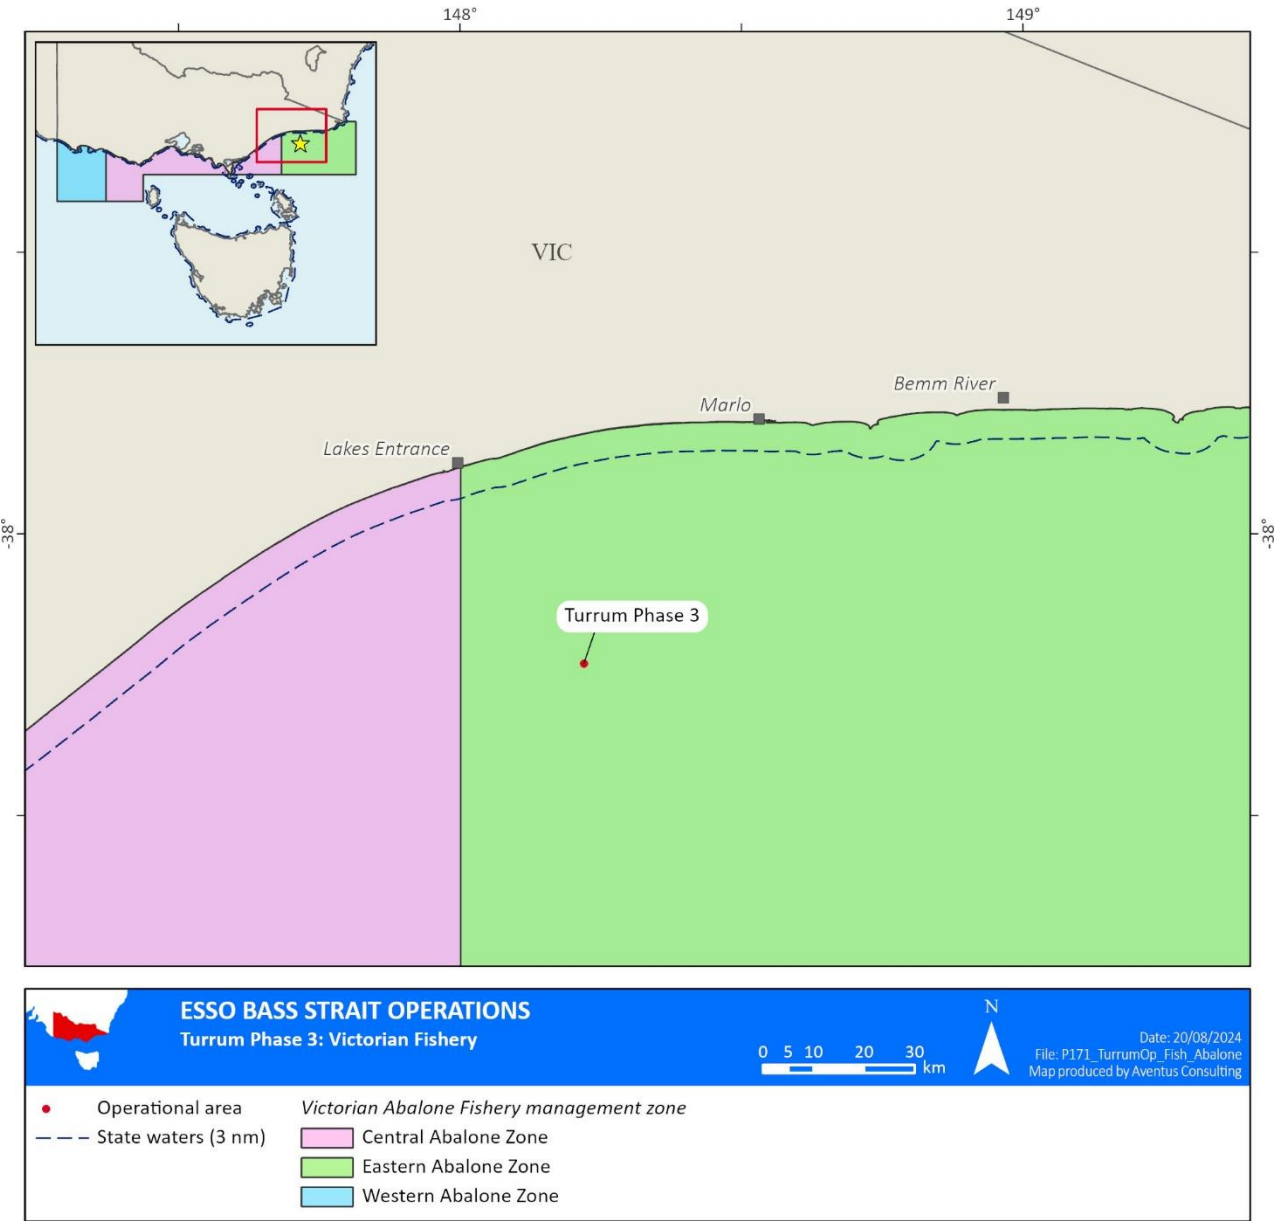 148°
149°
VIC
Bemm River
Marlo
Lakes Entrance
-38°
-38°
Turrum Phase 3
ESSO BASS STRAIT OPERATIONS
Turrum Phase 3: Victorian Fishery
0 5 10 20 30
km
N
Date: 20/08/2024
File: P171_TurrumOp_Fish_Abalone
Map produced by Aventus Consulting
Operational area
State waters (3 nm)
Victorian Abalone Fishery management zone
Central Abalone Zone
Eastern Abalone Zone
Western Abalone Zone